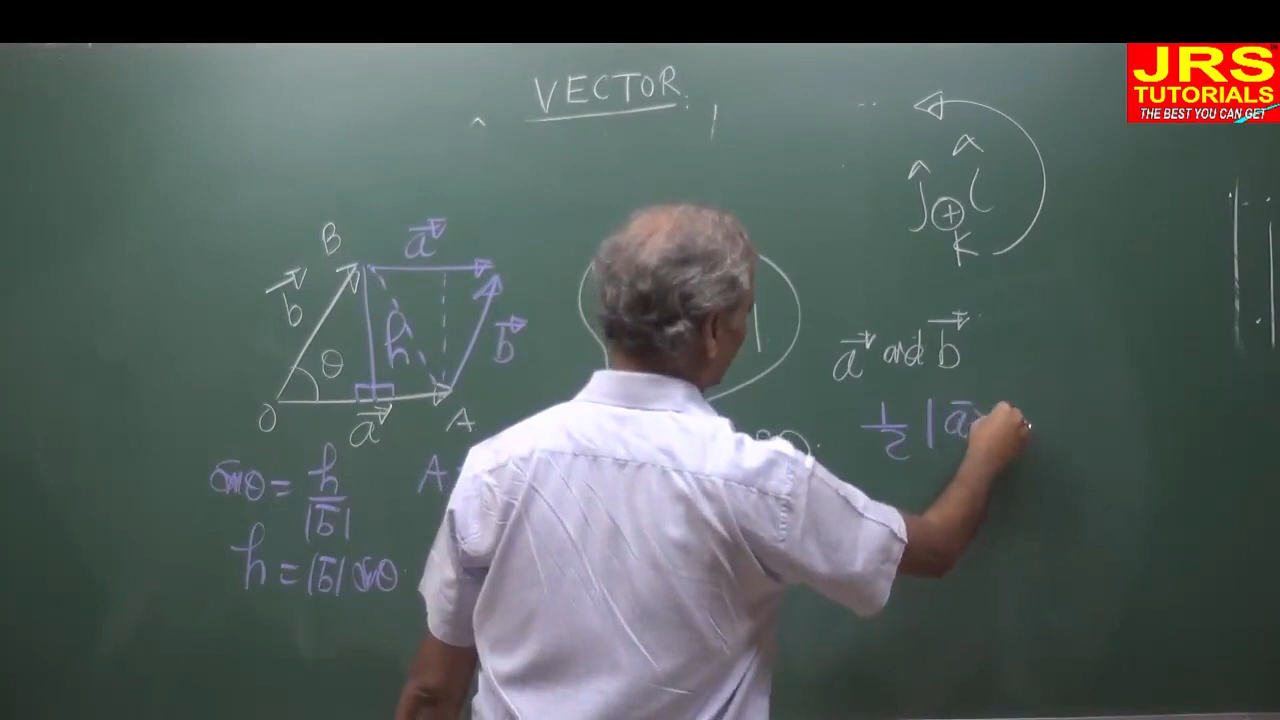 VECTOR
JRS
TUTORIALS
THE BEST YOU CAN GET
ĵ î
k
B
a⃗
b⃗
h
θ
b⃗
O
a⃗
A
a⃗ and b⃗
1/2 |a̅
sinθ = h/|b̅|
A
h = |b̅| sinθ